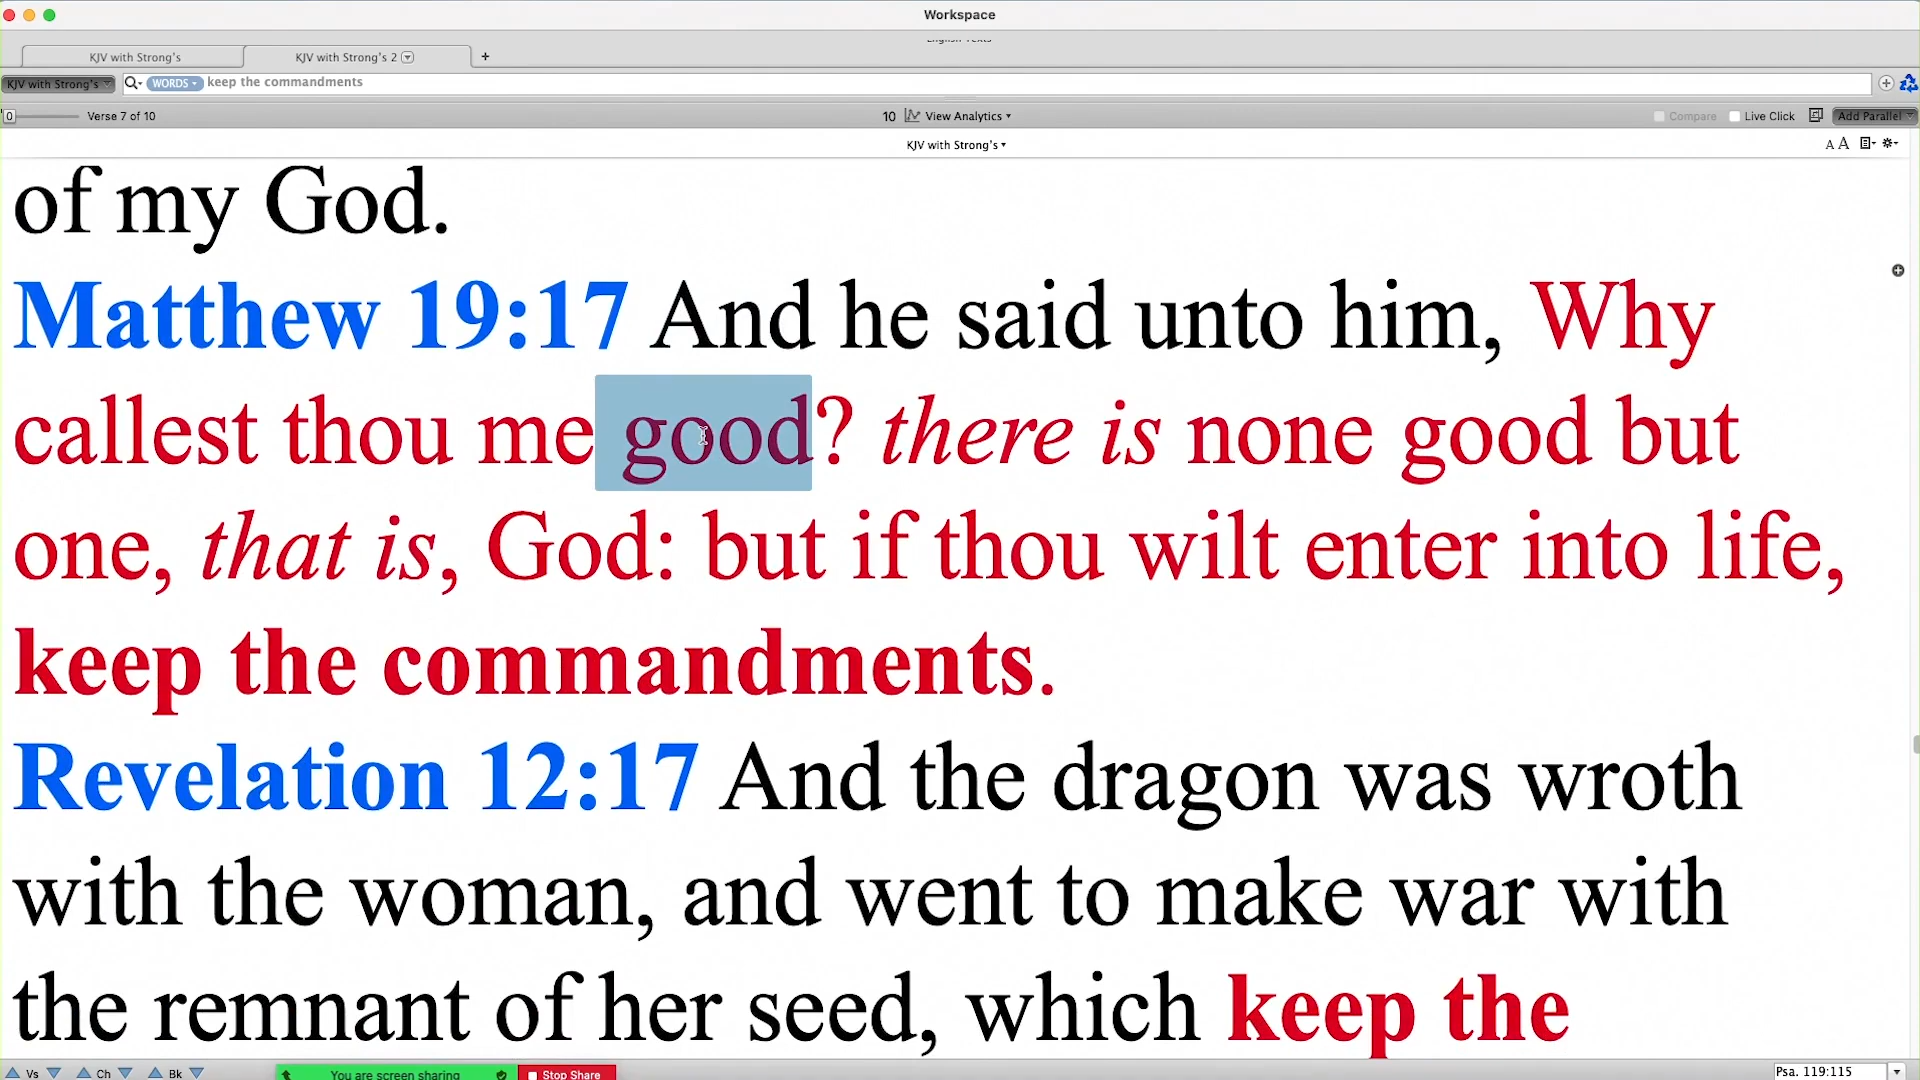 Workspace
English Texts
KJV with Strong's
KJV with Strong's 2
+
KJV with Strong's
WORDS
keep the commandments
0
Verse 7 of 10
10
View Analytics
Compare
Live Click
Add Parallel
KJV with Strong's
A A
of my God.
Matthew 19:17 And he said unto him, Why
callest thou me good? there is none good but
one, that is, God: but if thou wilt enter into life,
keep the commandments.
Revelation 12:17 And the dragon was wroth
with the woman, and went to make war with
the remnant of her seed, which keep the
Vs
Ch
Bk
You are screen sharing
Stop Share
Psa. 119:115